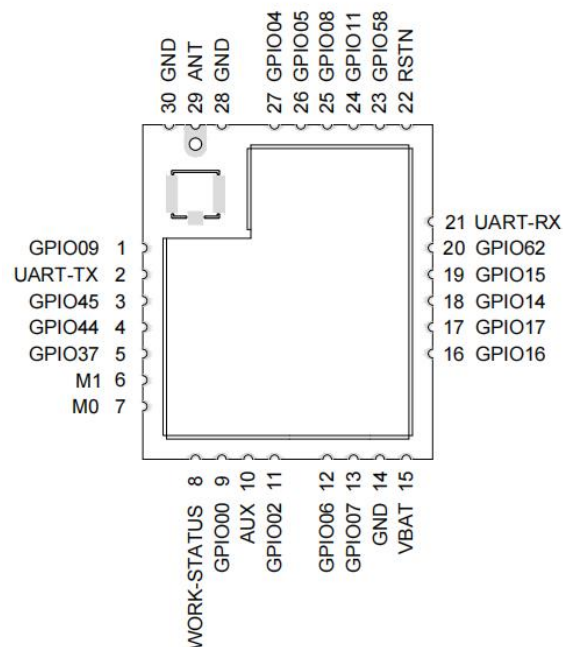 30 GND
29 ANT
28 GND
27 GPIO04
26 GPIO05
25 GPIO08
24 GPIO11
23 GPIO58
22 RSTN
GPIO09 1
UART-TX 2
GPIO45 3
GPIO44 4
GPIO37 5
M1 6
M0 7
21 UART-RX
20 GPIO62
19 GPIO15
18 GPIO14
17 GPIO17
16 GPIO16
WORK-STATUS 8
GPIO00 9
AUX 10
GPIO02 11
GPIO06 12
GPIO07 13
GND 14
VBAT 15